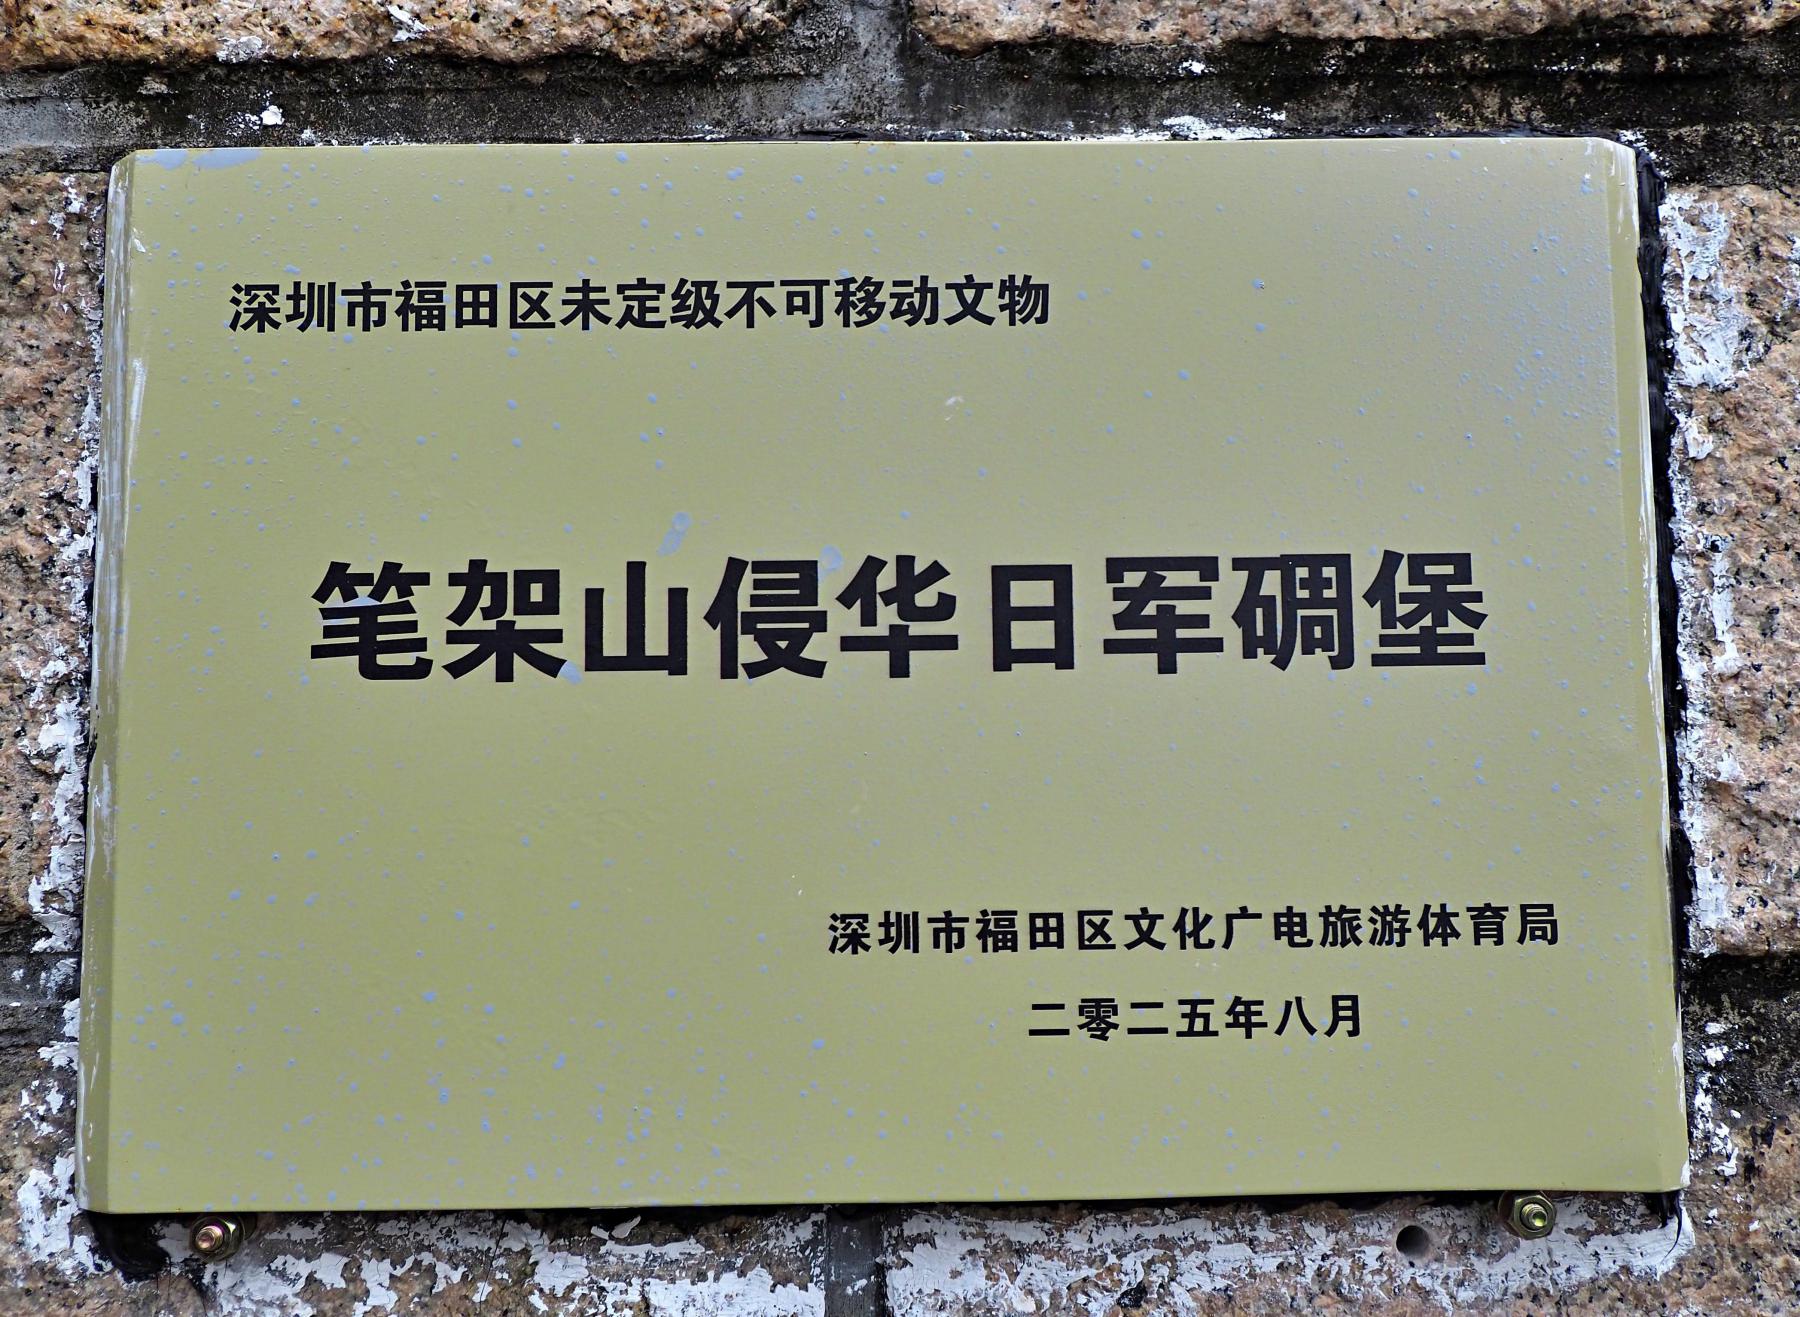 深圳市福田区未定级不可移动文物
笔架山侵华日军碉堡
深圳市福田区文化广电旅游体育局
二零二五年八月